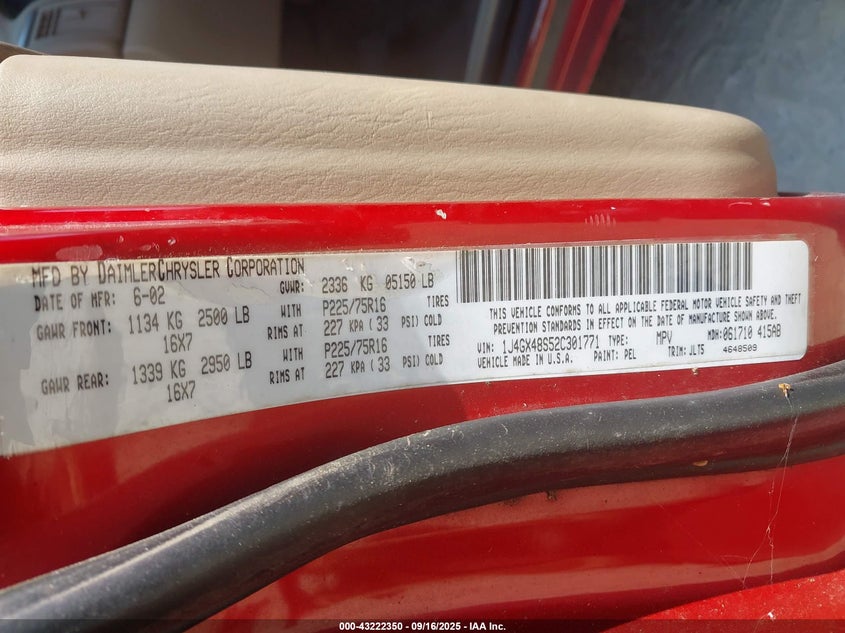 MFD BY DAIMLERCHRYSLER CORPORATION
DATE OF MFR: 6-02 GVWR: 2336 KG 05150 LB
GAWR FRONT: 1134 KG 2500 LB WITH P225/75R16 TIRES
16X7 RIMS AT 227 KPA ( 33 PSI) COLD
GAWR REAR: 1339 KG 2950 LB WITH P225/75R16 TIRES
16X7 RIMS AT 227 KPA ( 33 PSI) COLD
THIS VEHICLE CONFORMS TO ALL APPLICABLE FEDERAL MOTOR VEHICLE SAFETY AND THEFT
PREVENTION STANDARDS IN EFFECT ON THE DATE OF MANUFACTURE SHOWN ABOVE.
VIN: 1J4GX48S52C301771 TYPE: MPV MDH: 061710 415AB
VEHICLE MADE IN U.S.A. PAINT: PEL TRIM: JLT5 4648509
000-43222350 - 09/16/2025 - IAA Inc.